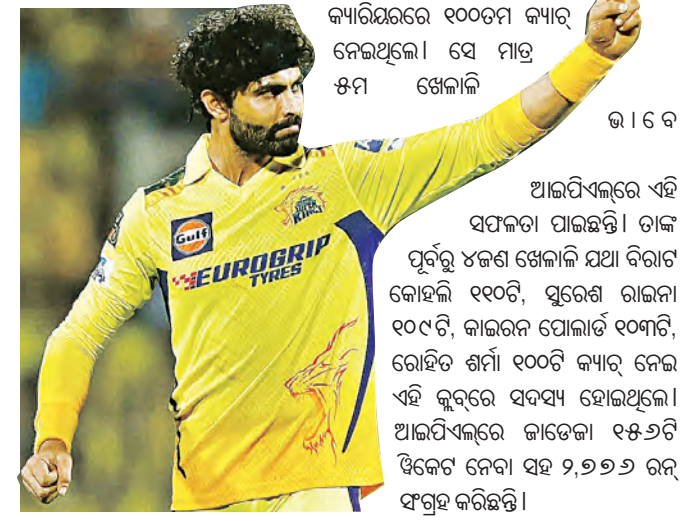 କ୍ୟାରିୟରରେ ୧୦୦ତମ କ୍ୟାଚ୍
ନେଇଥିଲେ। ସେ ମାତ୍ର
୫ମ ଖେଳାଳି
ଭାବେ
ଆଇପିଏଲ୍‌ରେ ଏହି
ସଫଳତା ପାଇଛନ୍ତି। ତାଙ୍କ
ପୂର୍ବରୁ ୪ଜଣ ଖେଳାଳି ଯଥା ବିରାଟ
କୋହଲି ୧୧୦ଟି, ସୁରେଶ ରାଇନା
୧୦୯ଟି, କାଇରନ ପୋଲାର୍ଡ ୧୦୩ଟି,
ରୋହିତ ଶର୍ମା ୧୦୦ଟି କ୍ୟାଚ୍ ନେଇ
ଏହି କ୍ଲବ୍‌ରେ ସଦସ୍ୟ ହୋଇଥିଲେ।
ଆଇପିଏଲ୍‌ରେ ଜାଡେଜା ୧୫୬ଟି
ୱିକେଟ ନେବା ସହ ୨,୭୭୬ ରନ୍
ସଂଗ୍ରହ କରିଛନ୍ତି।
SUPER
KINGS
Gulf
EUROGRIP
TYRES